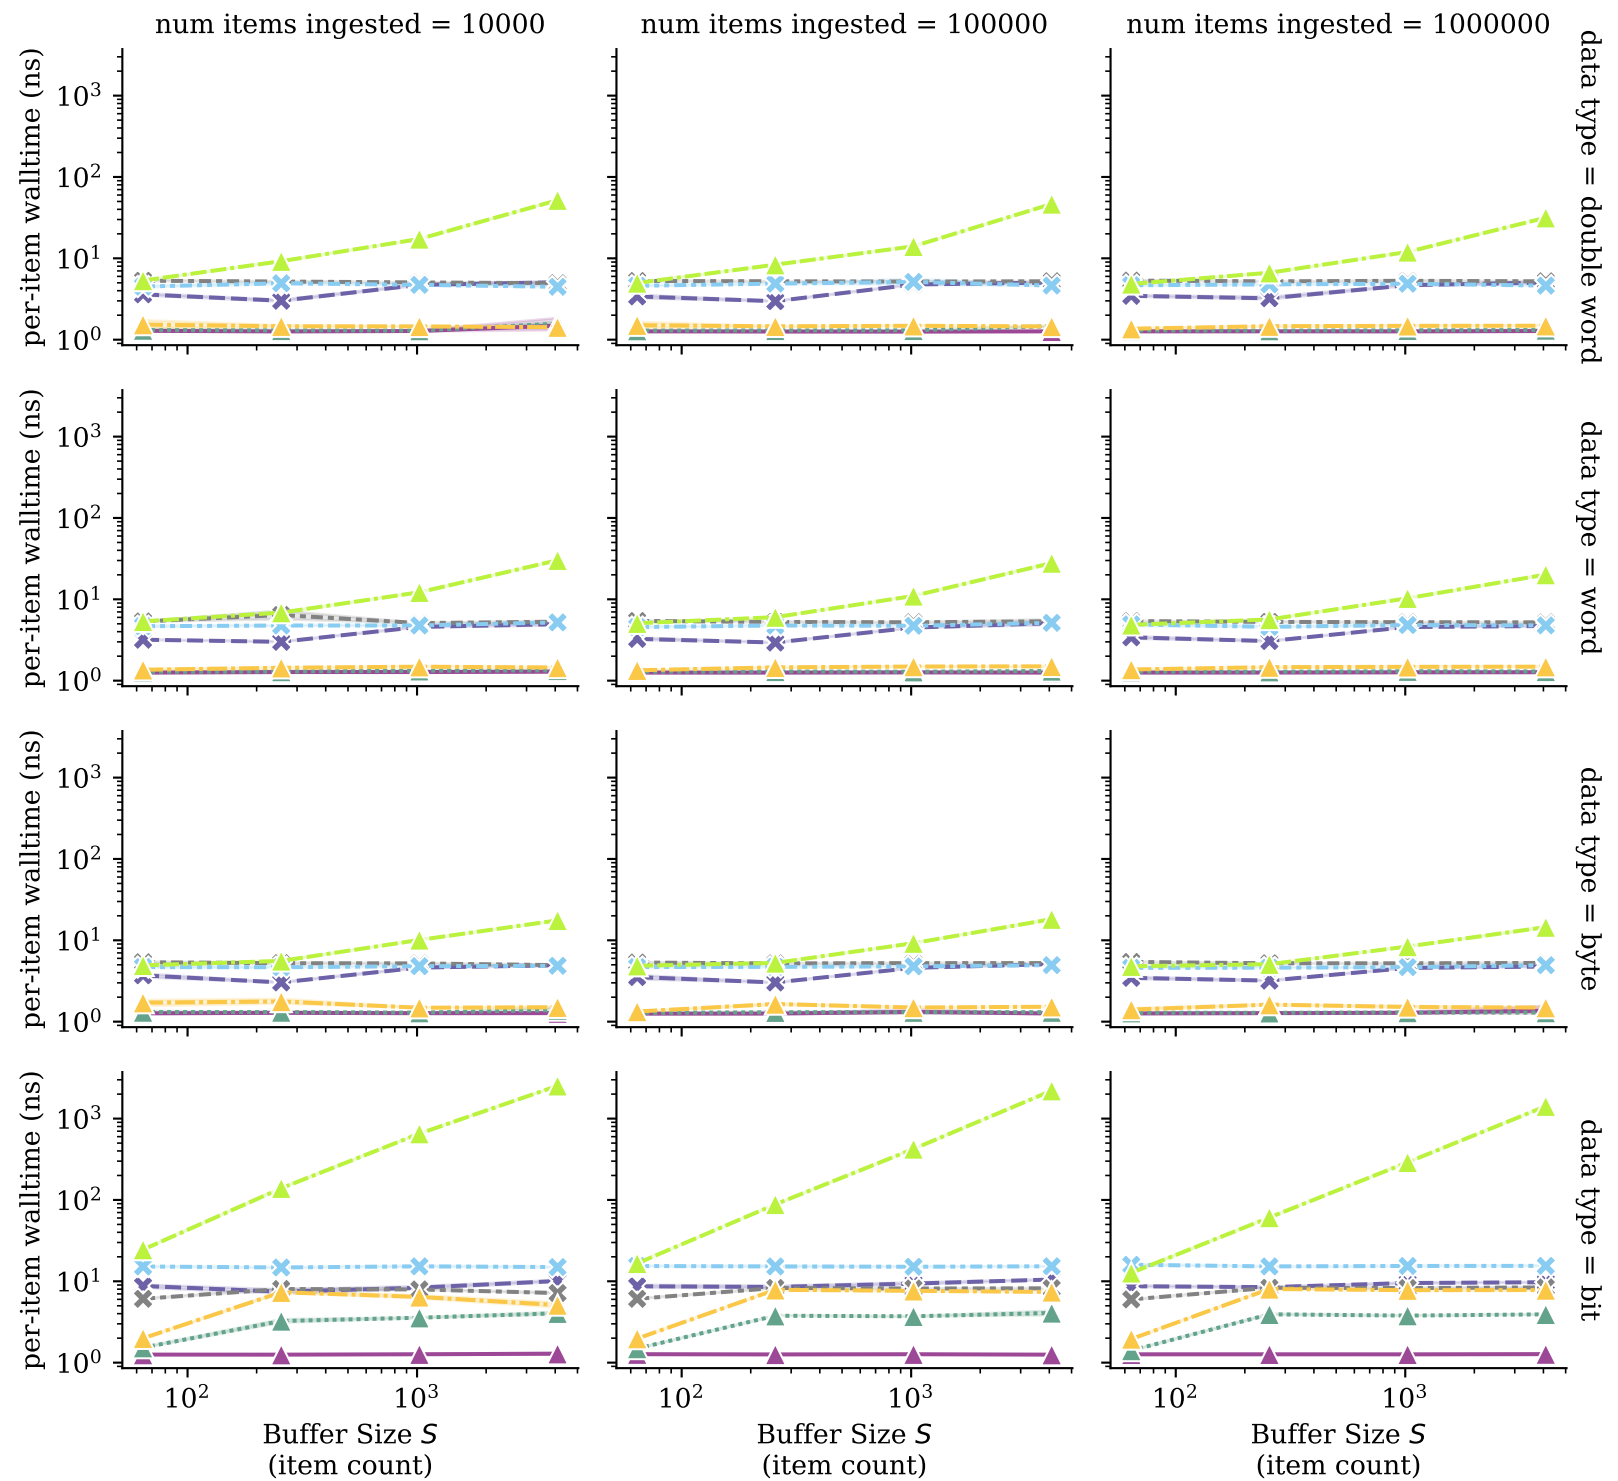 num items ingested = 10000
num items ingested = 100000
num items ingested = 1000000
per-item walltime (ns)
10³
10²
10¹
10⁰
data type = double word
per-item walltime (ns)
10³
10²
10¹
10⁰
data type = word
per-item walltime (ns)
10³
10²
10¹
10⁰
data type = byte
per-item walltime (ns)
10³
10²
10¹
10⁰
data type = bit
10² 10³
10² 10³
10² 10³
Buffer Size S
(item count)
Buffer Size S
(item count)
Buffer Size S
(item count)